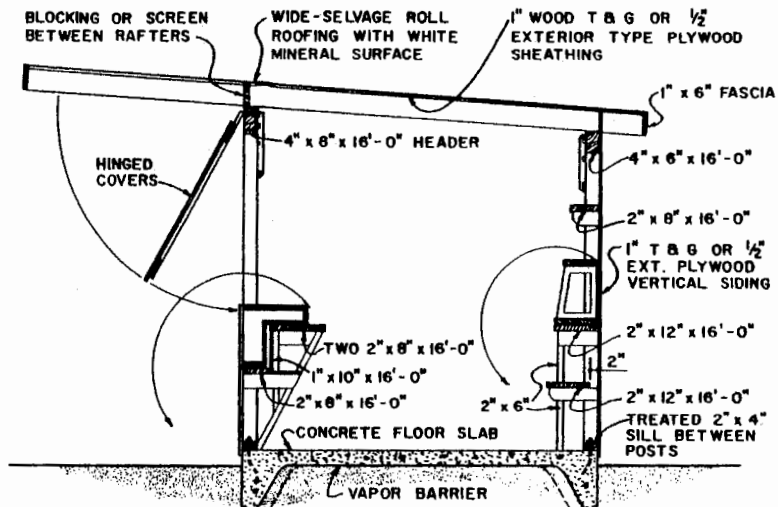 BLOCKING OR SCREEN
BETWEEN RAFTERS
WIDE-SELVAGE ROLL
ROOFING WITH WHITE
MINERAL SURFACE
1" WOOD T & G OR 1/2"
EXTERIOR TYPE PLYWOOD
SHEATHING
1" x 6" FASCIA
4" x 8" x 16'-0" HEADER
4" x 6" x 16'-0"
HINGED
COVERS
2" x 8" x 16'-0"
1" T & G OR 1/2"
EXT. PLYWOOD
VERTICAL SIDING
TWO 2" x 8" x 16'-0"
2" x 12" x 16'-0"
2"
1" x 10" x 16'-0"
2" x 8" x 16'-0"
2" x 6"
2" x 12" x 16'-0"
TREATED 2" x 4"
SILL BETWEEN
POSTS
CONCRETE FLOOR SLAB
VAPOR BARRIER